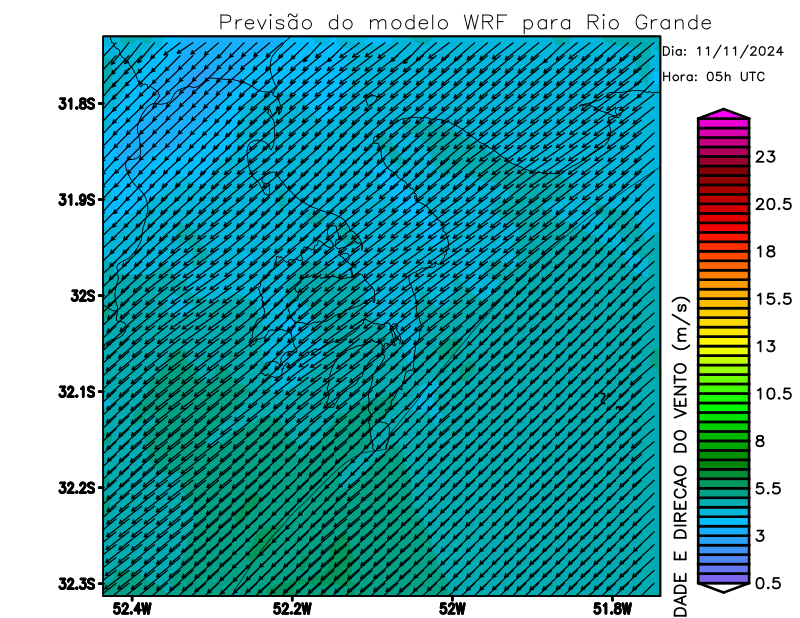 Previsão do modelo WRF para Rio Grande
Dia: 11/11/2024
Hora: 05h UTC
31.8S
31.9S
32S
32.1S
32.2S
32.3S
52.4W
52.2W
52W
51.8W
DADE E DIRECAO DO VENTO (m/s)
23
20.5
18
15.5
13
10.5
8
5.5
3
0.5